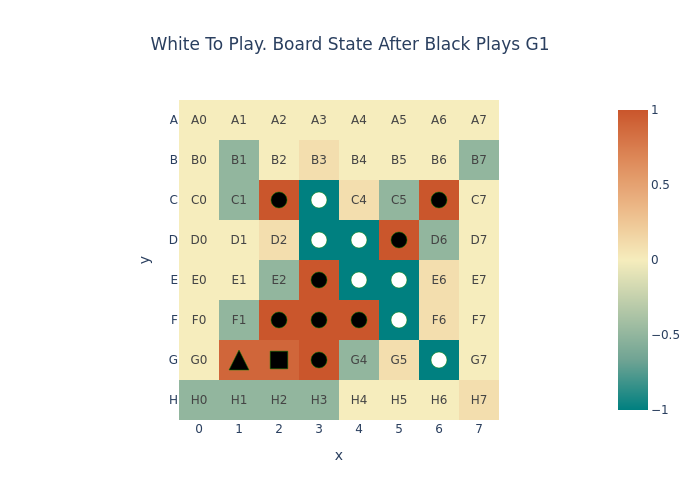 White To Play. Board State After Black Plays G1
A A0 A1 A2 A3 A4 A5 A6 A7
B B0 B1 B2 B3 B4 B5 B6 B7
C C0 C1 C4 C5 C7
D D0 D1 D2 D6 D7
E E0 E1 E2 E6 E7
F F0 F1 F6 F7
G G0 G4 G5 G7
H H0 H1 H2 H3 H4 H5 H6 H7
0 1 2 3 4 5 6 7
x
y
1
0.5
0
−0.5
−1